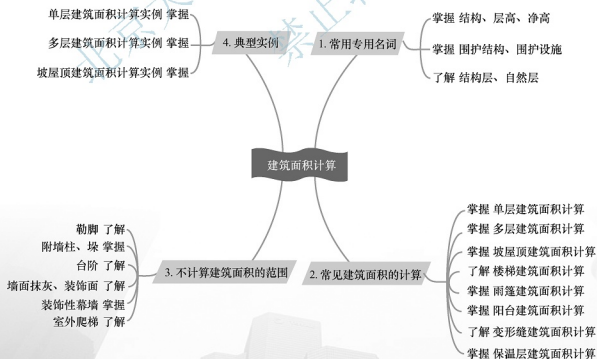 建筑面积计算
1. 常用专用名词
掌握 结构、层高、净高
掌握 围护结构、围护设施
了解 结构层、自然层
2. 常见建筑面积的计算
掌握 单层建筑面积计算
掌握 多层建筑面积计算
掌握 坡屋顶建筑面积计算
了解 楼梯建筑面积计算
掌握 雨篷建筑面积计算
掌握 阳台建筑面积计算
了解 变形缝建筑面积计算
掌握 保温层建筑面积计算
3. 不计算建筑面积的范围
勒脚 了解
附墙柱、垛 掌握
台阶 了解
墙面抹灰、装饰面 了解
装饰性幕墙 掌握
室外爬梯 了解
4. 典型实例
单层建筑面积计算实例 掌握
多层建筑面积计算实例 掌握
坡屋顶建筑面积计算实例 掌握
北京大
禁止